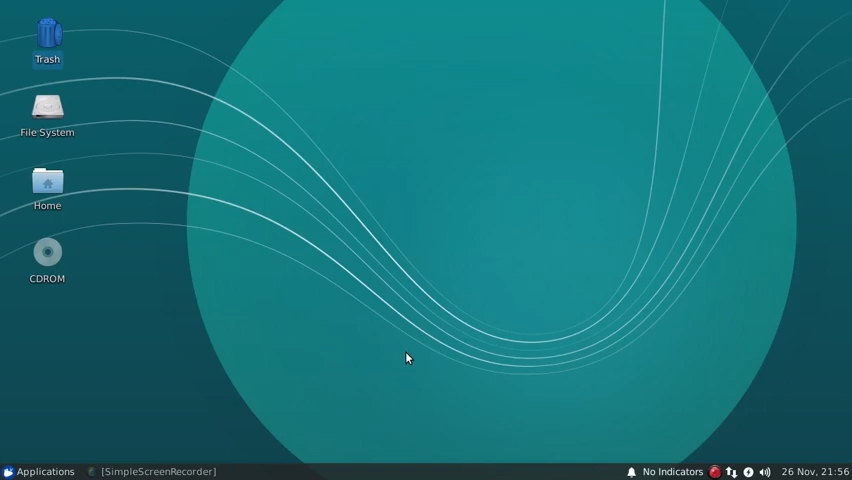 Trash
File System
Home
CDROM
Applications
[SimpleScreenRecorder]
No Indicators
26 Nov, 21:56